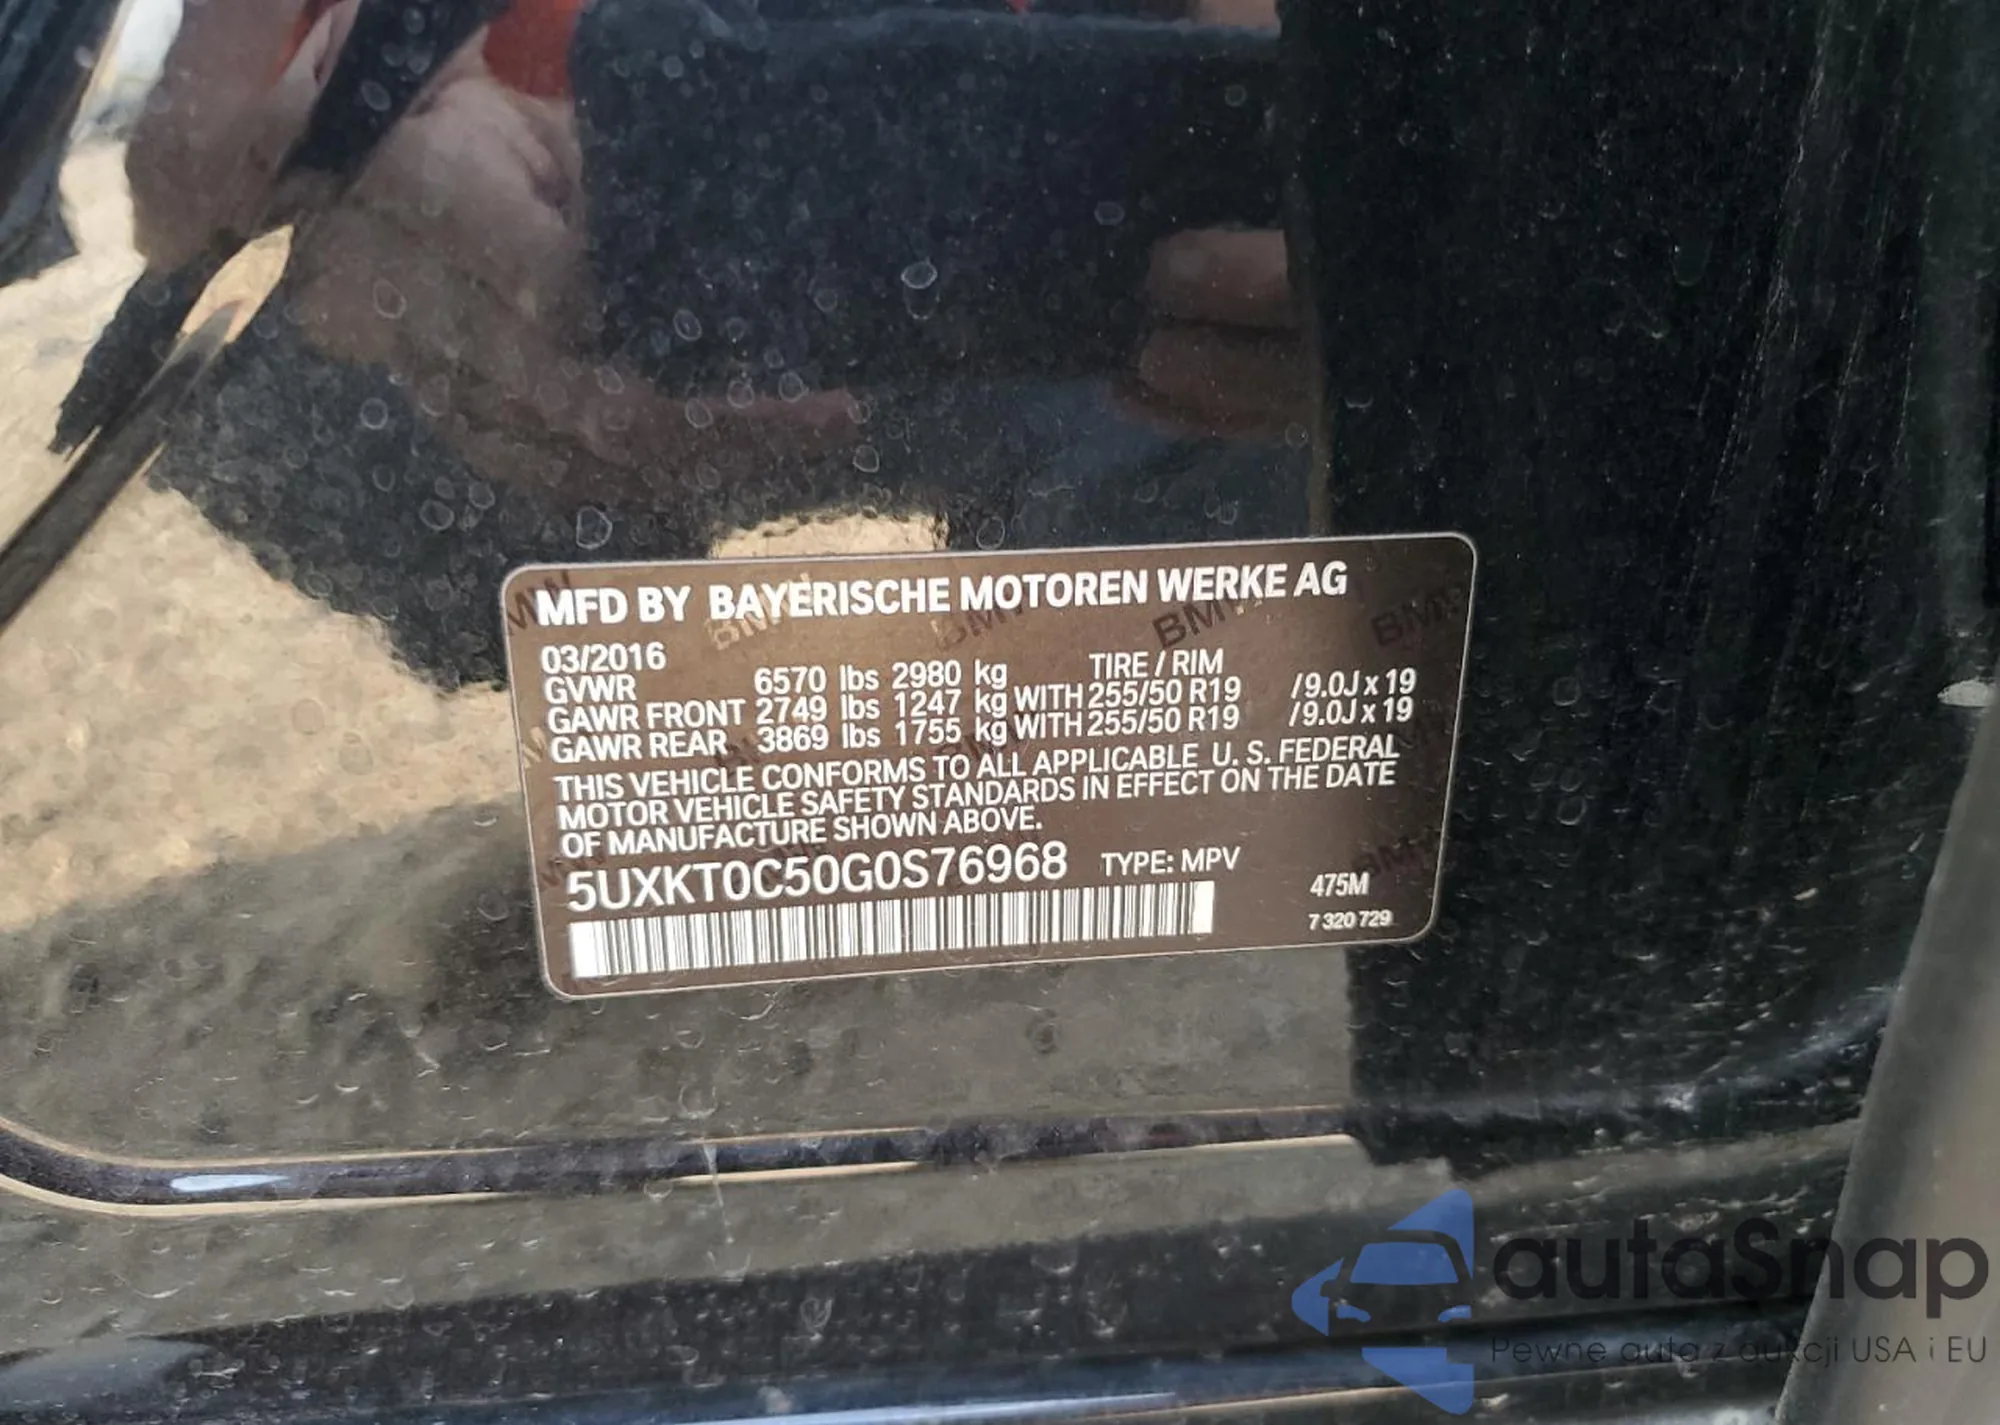 MFD BY BAYERISCHE MOTOREN WERKE AG
03/2016
GVWR 6570 lbs 2980 kg TIRE / RIM
GAWR FRONT 2749 lbs 1247 kg WITH 255/50 R19 /9.0J x 19
GAWR REAR 3869 lbs 1755 kg WITH 255/50 R19 /9.0J x 19
THIS VEHICLE CONFORMS TO ALL APPLICABLE U. S. FEDERAL
MOTOR VEHICLE SAFETY STANDARDS IN EFFECT ON THE DATE
OF MANUFACTURE SHOWN ABOVE.
5UXKT0C50G0S76968 TYPE: MPV
475M
7 320 729
autaSnap
Pewne auta z aukcji USA i EU